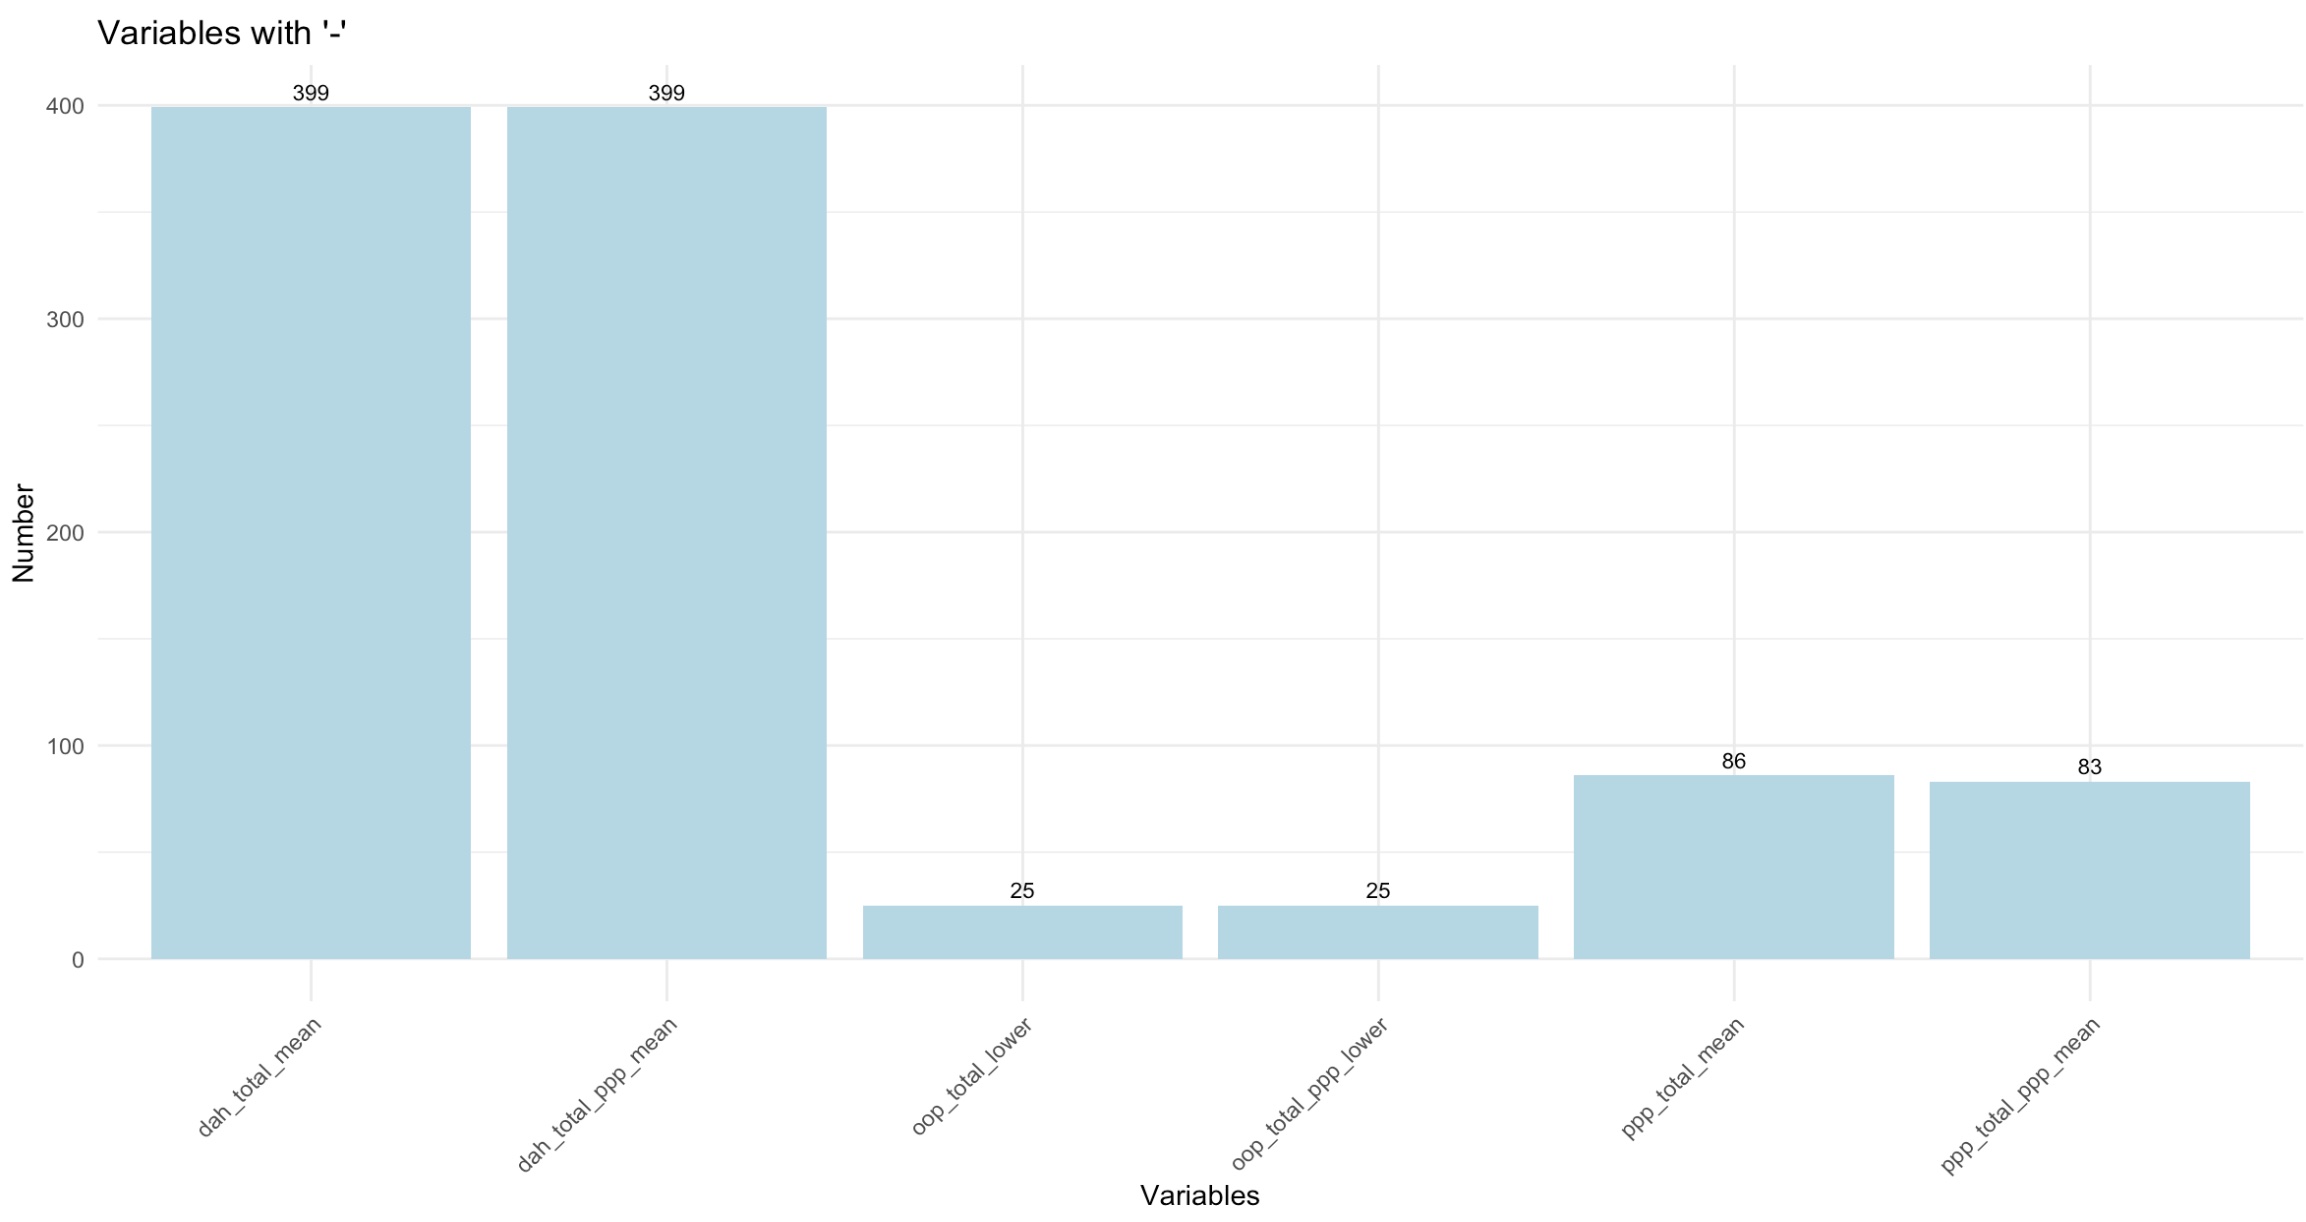 Variables with '-'
Number
400
300
200
100
0
399
399
25
25
86
83
dah_total_mean
dah_total_ppp_mean
oop_total_lower
oop_total_ppp_lower
ppp_total_mean
ppp_total_ppp_mean
Variables